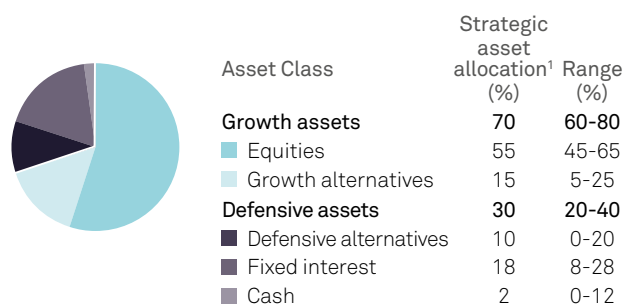 Strategic
asset
Asset Class allocation¹ Range
(%) (%)
Growth assets 70 60-80
Equities 55 45-65
Growth alternatives 15 5-25
Defensive assets 30 20-40
Defensive alternatives 10 0-20
Fixed interest 18 8-28
Cash 2 0-12